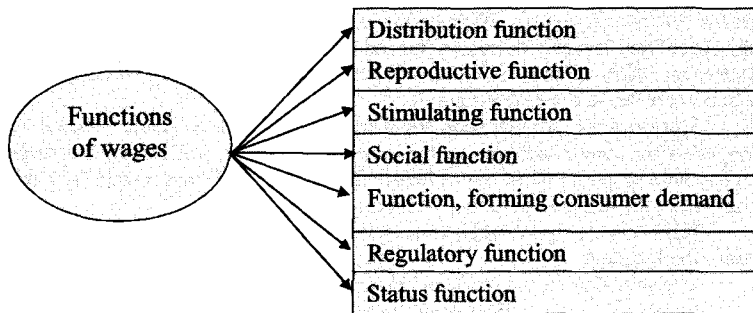 Functions
of wages
Distribution function
Reproductive function
Stimulating function
Social function
Function, forming consumer demand
Regulatory function
Status function